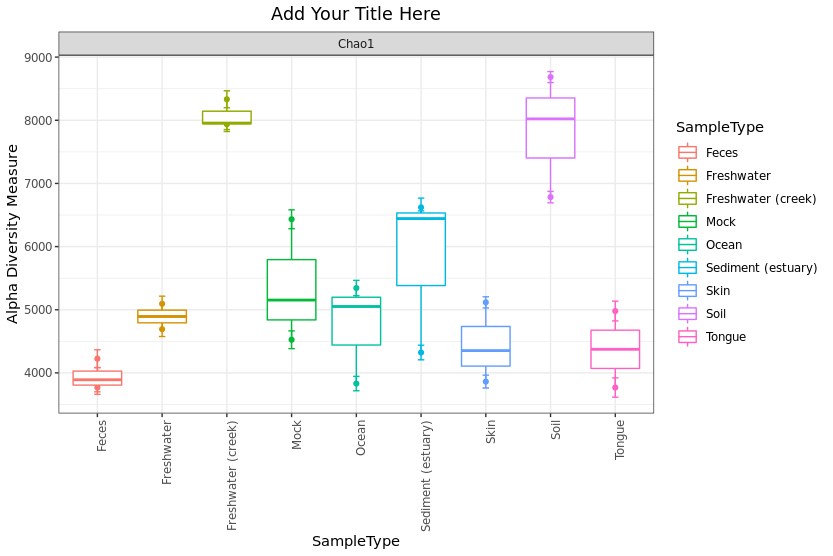 Add Your Title Here
Chao1
Alpha Diversity Measure
9000
8000
7000
6000
5000
4000
Feces
Freshwater
Freshwater (creek)
Mock
Ocean
Sediment (estuary)
Skin
Soil
Tongue
SampleType
SampleType
Feces
Freshwater
Freshwater (creek)
Mock
Ocean
Sediment (estuary)
Skin
Soil
Tongue